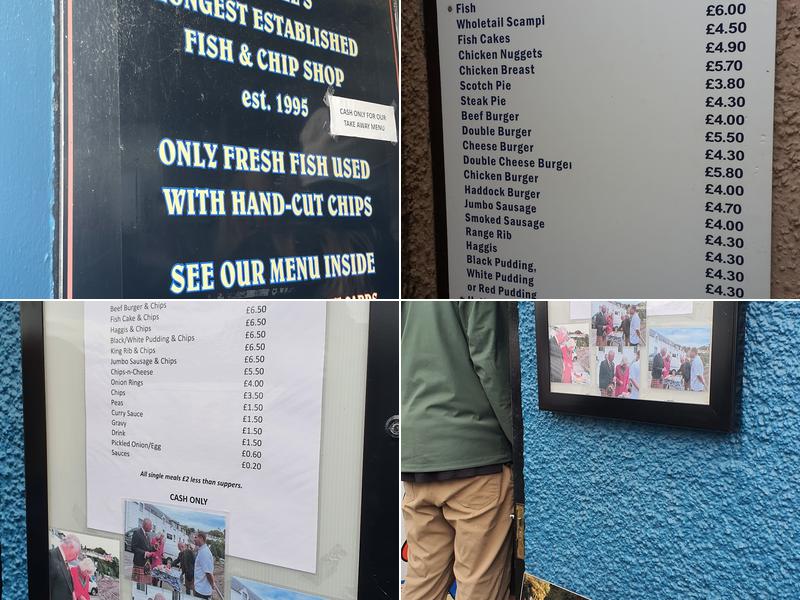 ONGEST ESTABLISHED
FISH & CHIP SHOP
est. 1995
CASH ONLY FOR OUR
TAKE AWAY MENU
ONLY FRESH FISH USED
WITH HAND-CUT CHIPS
SEE OUR MENU INSIDE
Fish £6.00
Wholetail Scampi £4.50
Fish Cakes £4.90
Chicken Nuggets £5.70
Chicken Breast £3.80
Scotch Pie £4.30
Steak Pie £4.00
Beef Burger £5.50
Double Burger £4.30
Cheese Burger £5.80
Double Cheese Burger £4.00
Chicken Burger £4.70
Haddock Burger £4.00
Jumbo Sausage £4.30
Smoked Sausage £4.30
Range Rib £4.30
Haggis £4.30
Black Pudding,
White Pudding
or Red Pudding
Beef Burger & Chips £6.50
Fish Cake & Chips £6.50
Haggis & Chips £6.50
Black/White Pudding & Chips £6.50
King Rib & Chips £6.50
Jumbo Sausage & Chips £5.50
Chips-n-Cheese £4.00
Onion Rings £3.50
Chips £1.50
Peas £1.50
Curry Sauce £1.50
Gravy £1.50
Drink £0.60
Pickled Onion/Egg £0.20
Sauces
All single meals £2 less than suppers.
CASH ONLY